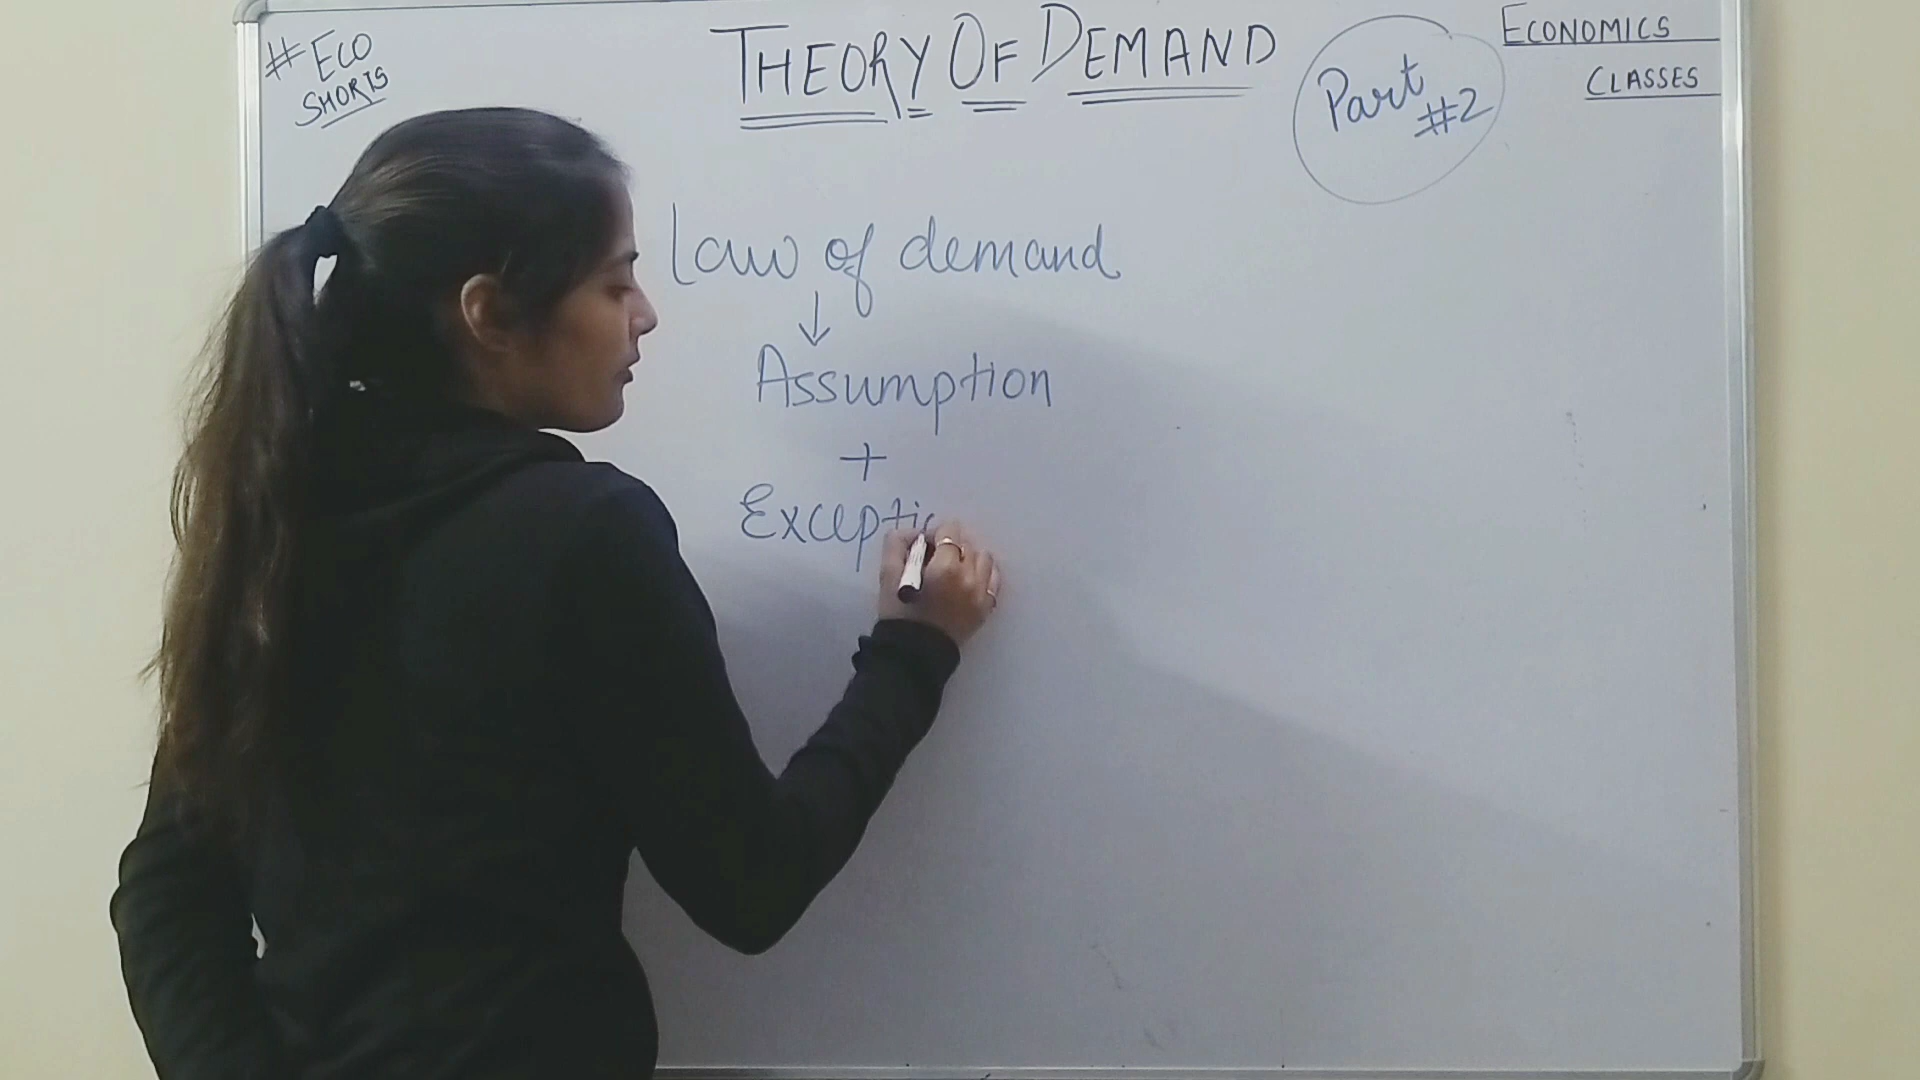 # ECO
SHORTS
THEORY OF DEMAND
Part
#2
ECONOMICS
CLASSES
Law of demand
↓
Assumption
+
Excepti